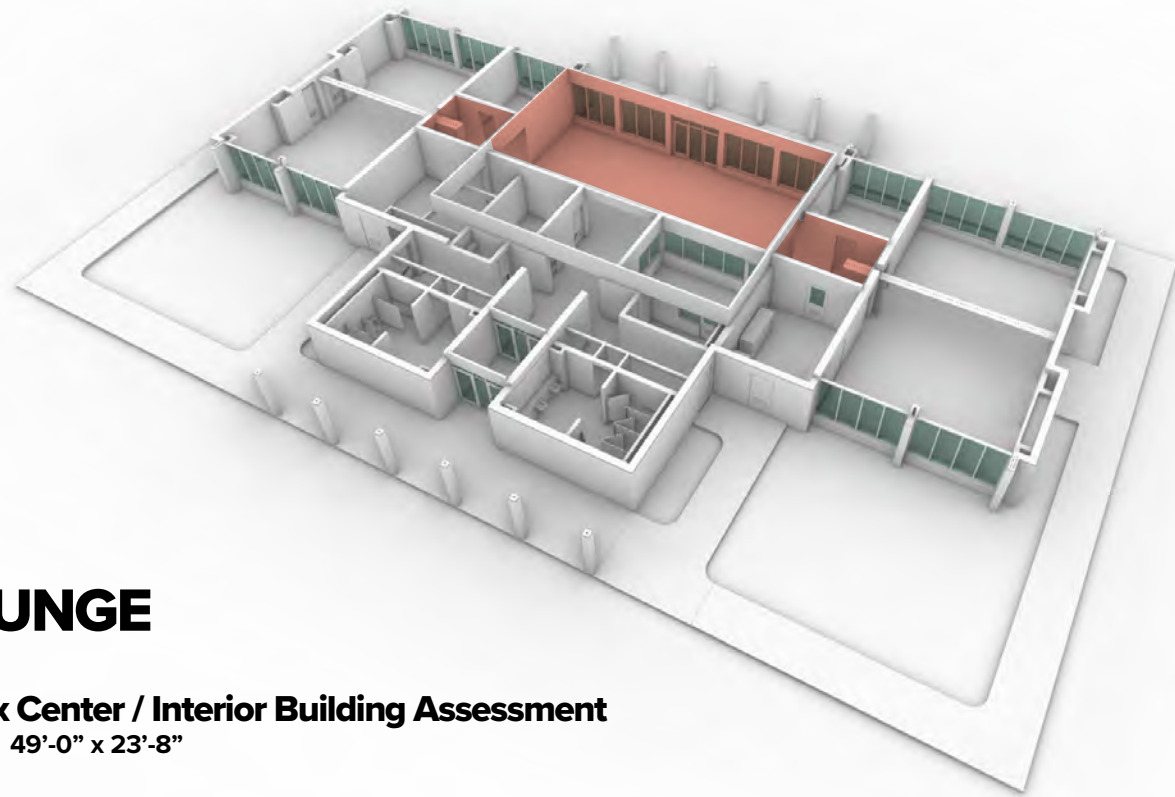 UNGE
x Center / Interior Building Assessment
49’-0” x 23’-8”